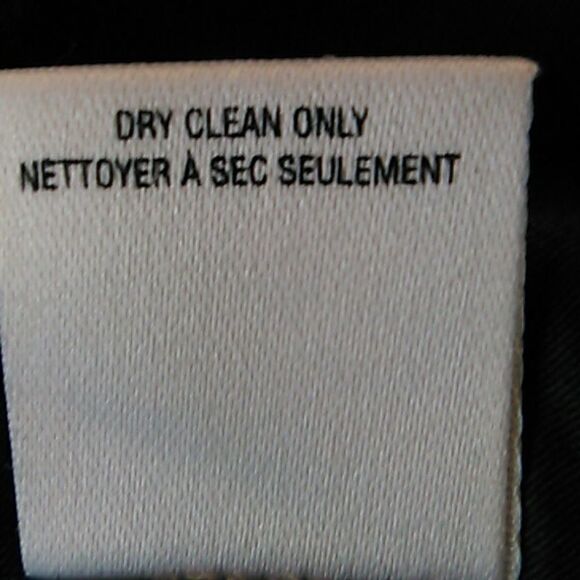 DRY CLEAN ONLY
NETTOYER À SEC SEULEMENT